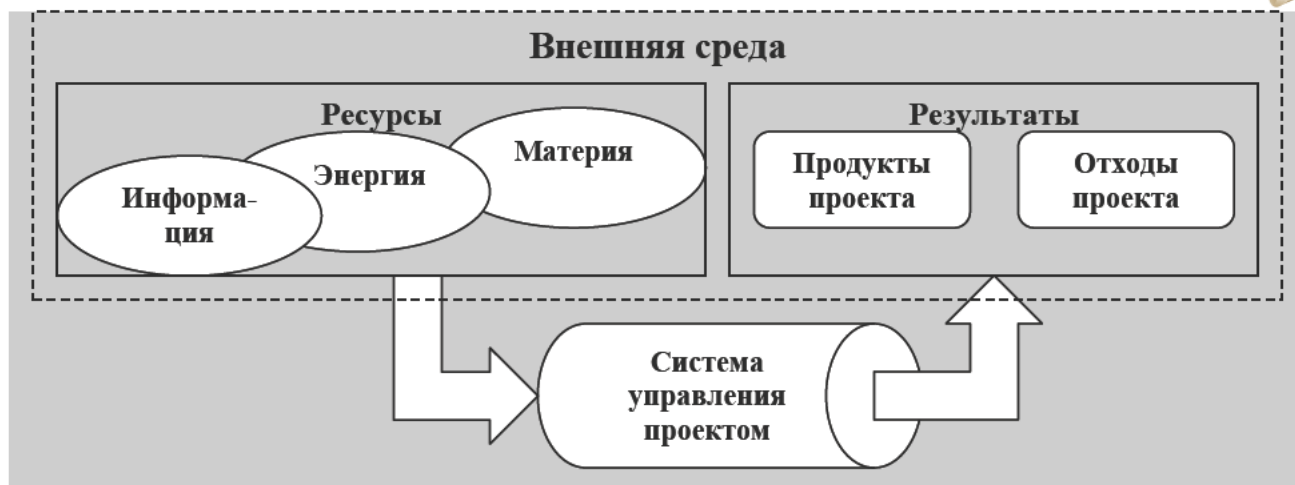 Внешняя среда
Ресурсы
Информа-
ция
Энергия
Материя
Результаты
Продукты
проекта
Отходы
проекта
Система
управления
проектом